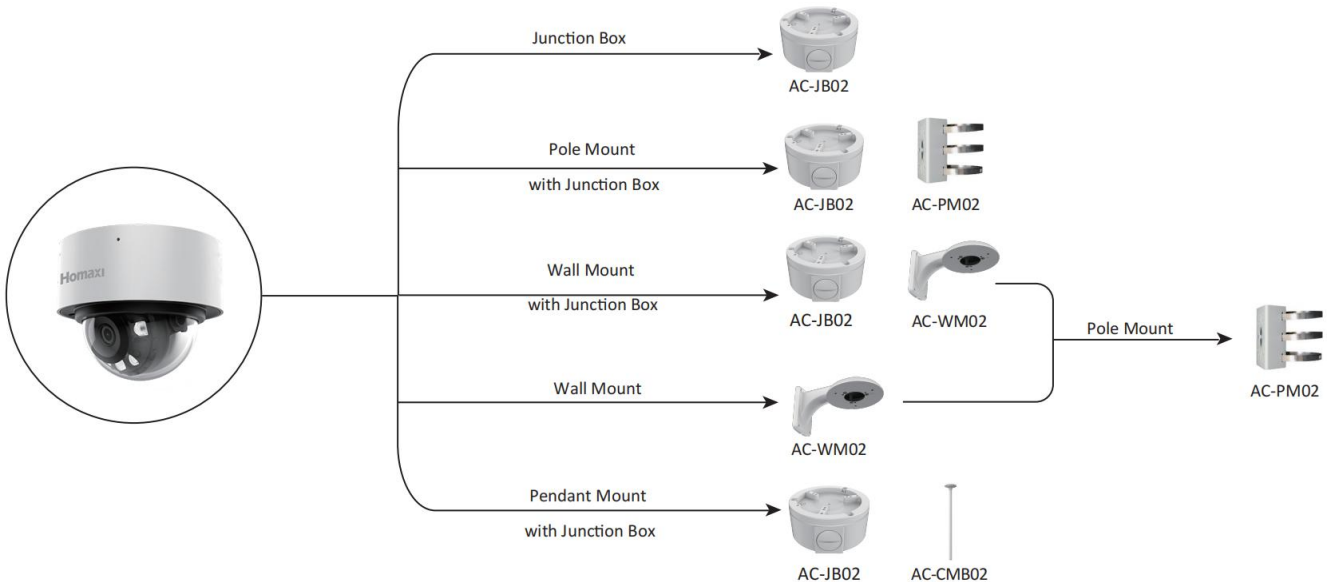 Junction Box
AC-JB02
Pole Mount
with Junction Box
AC-JB02
AC-PM02
Homaxi
Wall Mount
with Junction Box
AC-JB02
AC-WM02
Pole Mount
AC-PM02
Wall Mount
AC-WM02
Pendant Mount
with Junction Box
AC-JB02
AC-CMB02